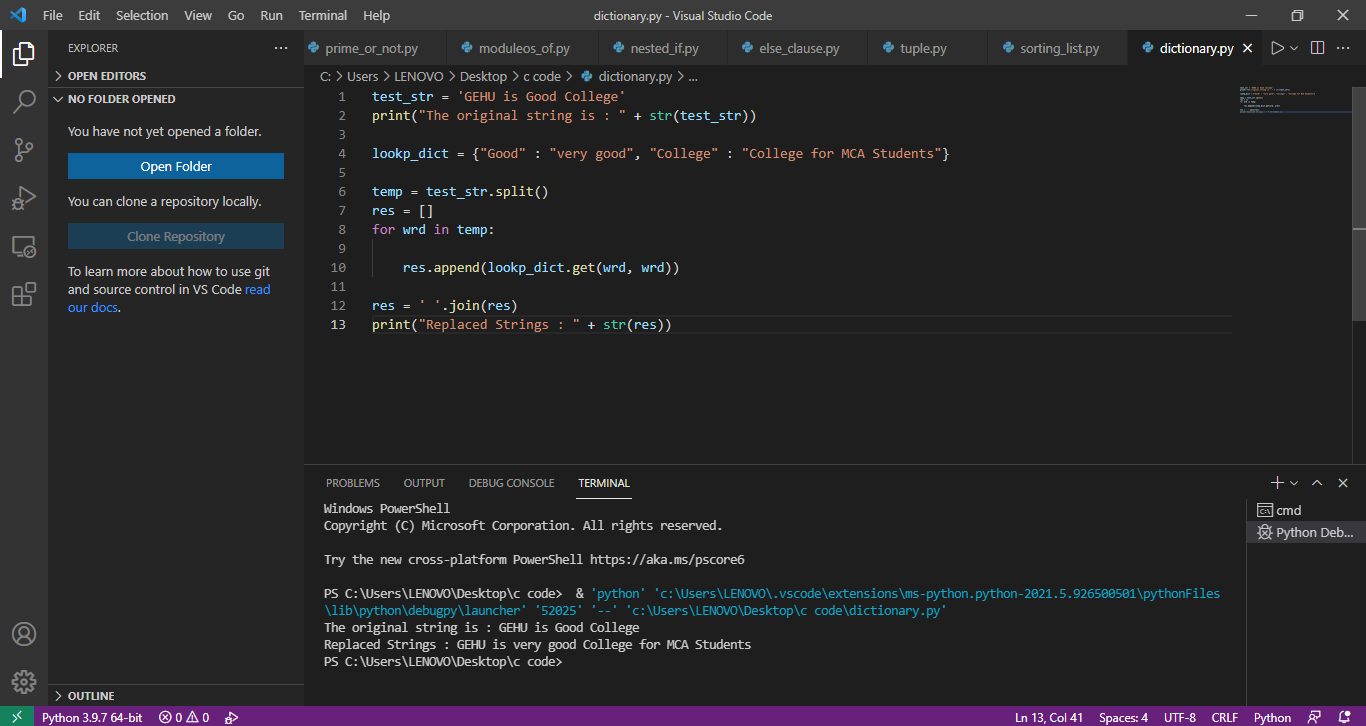 File Edit Selection View Go Run Terminal Help dictionary.py - Visual Studio Code
EXPLORER
OPEN EDITORS
NO FOLDER OPENED
You have not yet opened a folder.
Open Folder
You can clone a repository locally.
Clone Repository
To learn more about how to use git
and source control in VS Code read
our docs.
OUTLINE
prime_or_not.py moduleos_of.py nested_if.py else_clause.py tuple.py sorting_list.py dictionary.py
C: > Users > LENOVO > Desktop > c code > dictionary.py > ...
1 test_str = 'GEHU is Good College'
2 print("The original string is : " + str(test_str))
3
4 lookp_dict = {"Good" : "very good", "College" : "College for MCA Students"}
5
6 temp = test_str.split()
7 res = []
8 for wrd in temp:
9
10 res.append(lookp_dict.get(wrd, wrd))
11
12 res = ' '.join(res)
13 print("Replaced Strings : " + str(res))
PROBLEMS OUTPUT DEBUG CONSOLE TERMINAL
Windows PowerShell
Copyright (C) Microsoft Corporation. All rights reserved.
Try the new cross-platform PowerShell https://aka.ms/pscore6
PS C:\Users\LENOVO\Desktop\c code>  & 'python' 'c:\Users\LENOVO\.vscode\extensions\ms-python.python-2021.5.926500501\pythonFiles
\lib\python\debugpy\launcher' '52025' '--' 'c:\Users\LENOVO\Desktop\c code\dictionary.py'
The original string is : GEHU is Good College
Replaced Strings : GEHU is very good College for MCA Students
PS C:\Users\LENOVO\Desktop\c code>
cmd
Python Deb...
Python 3.9.7 64-bit 0 0 Ln 13, Col 41 Spaces: 4 UTF-8 CRLF Python